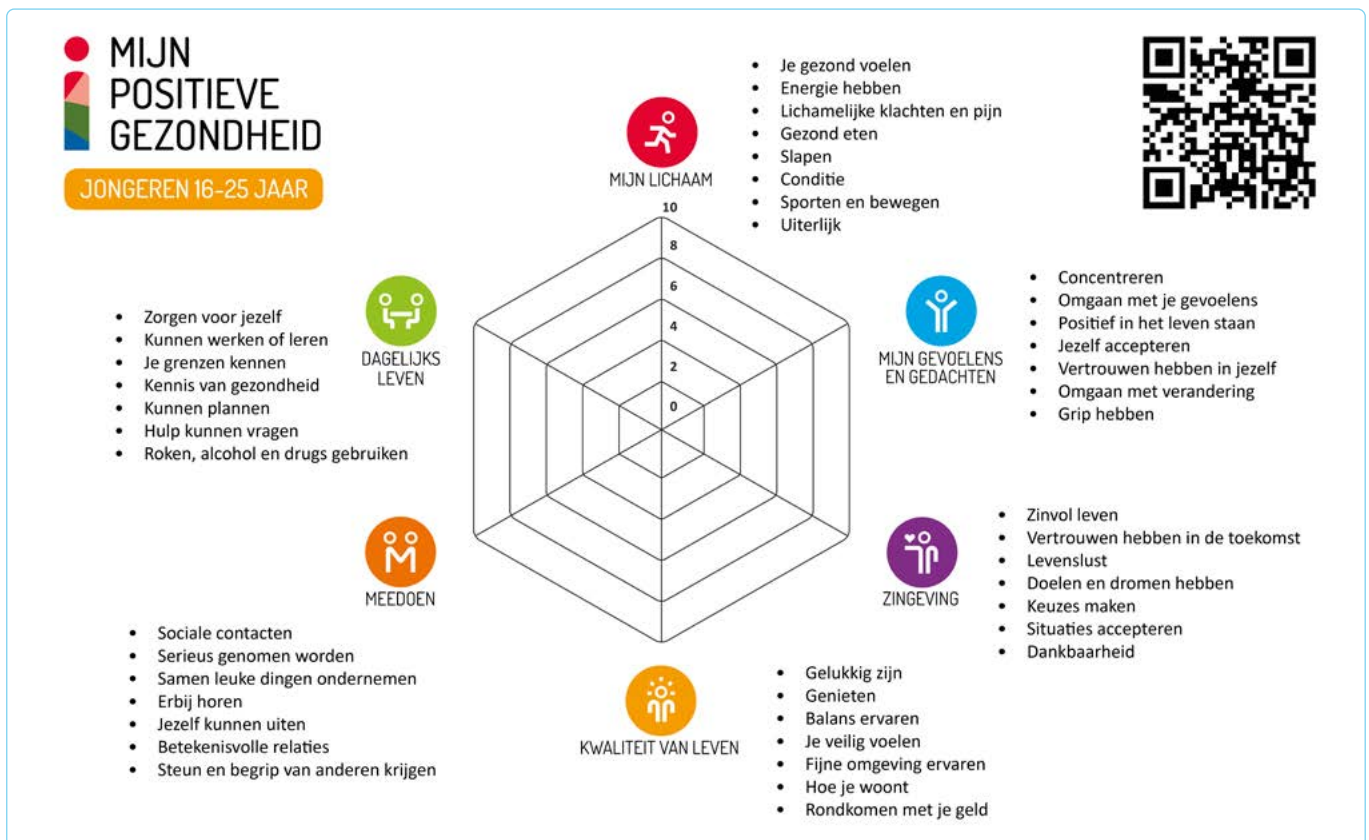 MIJN
POSITIEVE
GEZONDHEID
JONGEREN 16-25 JAAR
MIJN LICHAAM
• Je gezond voelen
• Energie hebben
• Lichamelijke klachten en pijn
• Gezond eten
• Slapen
• Conditie
• Sporten en bewegen
• Uiterlijk
10
8
6
4
2
0
MIJN GEVOELENS
EN GEDACHTEN
• Concentreren
• Omgaan met je gevoelens
• Positief in het leven staan
• Jezelf accepteren
• Vertrouwen hebben in jezelf
• Omgaan met verandering
• Grip hebben
ZINGEVING
• Zinvol leven
• Vertrouwen hebben in de toekomst
• Levenslust
• Doelen en dromen hebben
• Keuzes maken
• Situaties accepteren
• Dankbaarheid
KWALITEIT VAN LEVEN
• Gelukkig zijn
• Genieten
• Balans ervaren
• Je veilig voelen
• Fijne omgeving ervaren
• Hoe je woont
• Rondkomen met je geld
MEEDOEN
• Sociale contacten
• Serieus genomen worden
• Samen leuke dingen ondernemen
• Erbij horen
• Jezelf kunnen uiten
• Betekenisvolle relaties
• Steun en begrip van anderen krijgen
DAGELIJKS
LEVEN
• Zorgen voor jezelf
• Kunnen werken of leren
• Je grenzen kennen
• Kennis van gezondheid
• Kunnen plannen
• Hulp kunnen vragen
• Roken, alcohol en drugs gebruiken